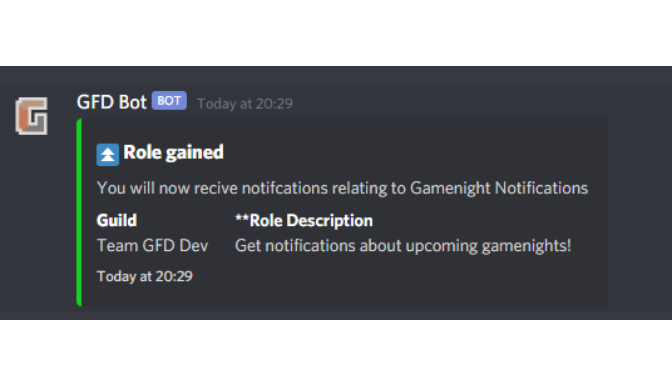 GFD Bot BOT Today at 20:29
Role gained
You will now recive notifcations relating to Gamenight Notifications
Guild **Role Description
Team GFD Dev Get notifications about upcoming gamenights!
Today at 20:29